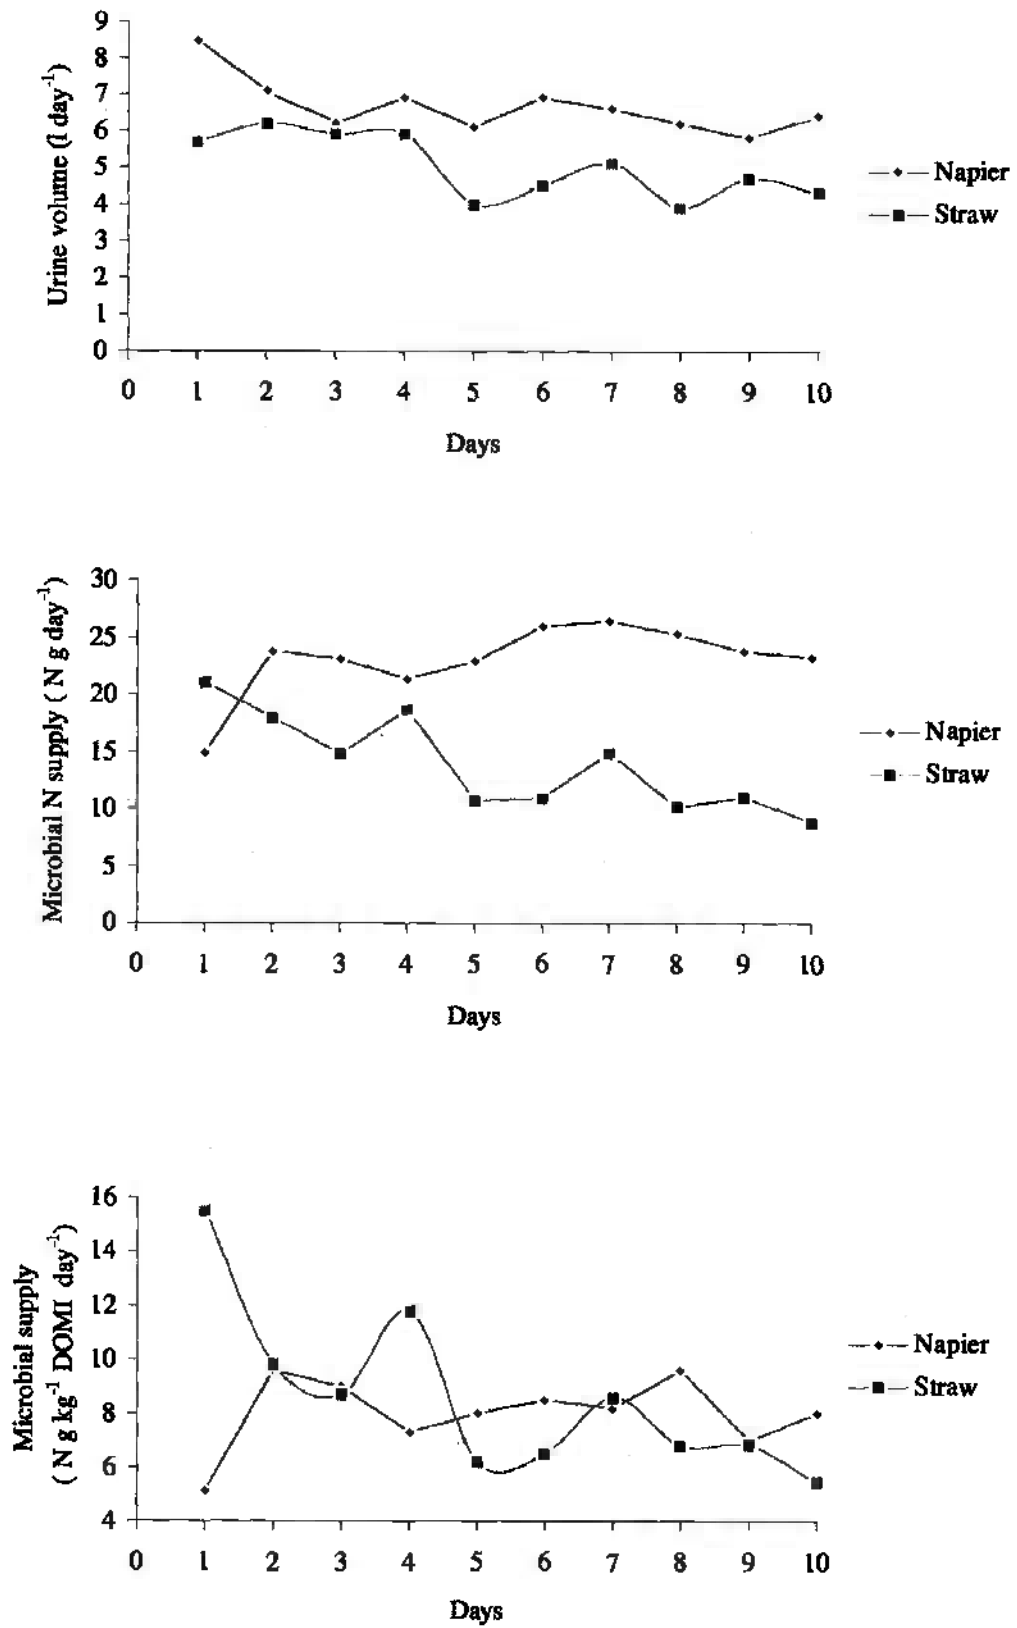 9
8
7
6
5
4
3
2
1
0
Urine volume (l day⁻¹)
0 1 2 3 4 5 6 7 8 9 10
Days
Napier
Straw
30
25
20
15
10
5
0
Microbial N supply ( N g day⁻¹)
0 1 2 3 4 5 6 7 8 9 10
Days
Napier
Straw
16
14
12
10
8
6
4
Microbial supply
( N g kg⁻¹ DOMI day⁻¹)
0 1 2 3 4 5 6 7 8 9 10
Days
Napier
Straw